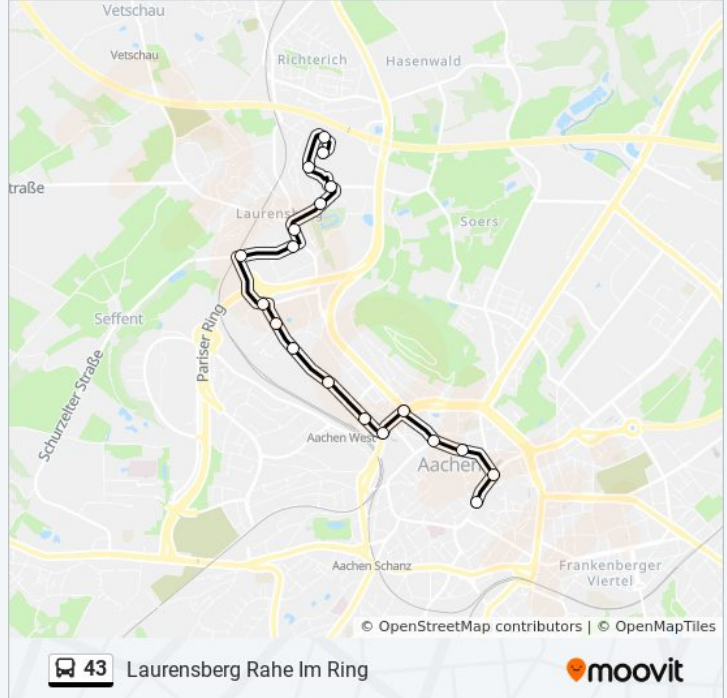 Vetschau
Vetschau
Richterich
Hasenwald
traße
Laurensberg
Soers
Seffent
Pariser Ring
Schurzelter Straße
Aachen West
Aachen
Aachen Schanz
Frankenberger
Viertel
© OpenStreetMap contributors | © OpenMapTiles
43 Laurensberg Rahe Im Ring
moovit